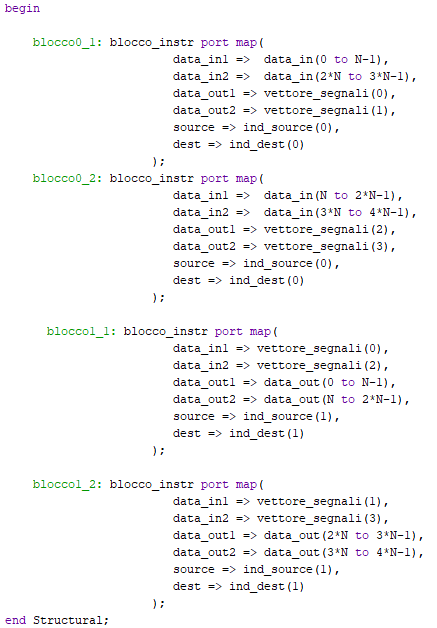 begin
blocco0_1: blocco_instr port map(
data_in1 => data_in(0 to N-1),
data_in2 => data_in(2*N to 3*N-1),
data_out1 => vettore_segnali(0),
data_out2 => vettore_segnali(1),
source => ind_source(0),
dest => ind_dest(0)
);
blocco0_2: blocco_instr port map(
data_in1 => data_in(N to 2*N-1),
data_in2 => data_in(3*N to 4*N-1),
data_out1 => vettore_segnali(2),
data_out2 => vettore_segnali(3),
source => ind_source(0),
dest => ind_dest(0)
);
blocco1_1: blocco_instr port map(
data_in1 => vettore_segnali(0),
data_in2 => vettore_segnali(2),
data_out1 => data_out(0 to N-1),
data_out2 => data_out(N to 2*N-1),
source => ind_source(1),
dest => ind_dest(1)
);
blocco1_2: blocco_instr port map(
data_in1 => vettore_segnali(1),
data_in2 => vettore_segnali(3),
data_out1 => data_out(2*N to 3*N-1),
data_out2 => data_out(3*N to 4*N-1),
source => ind_source(1),
dest => ind_dest(1)
);
end Structural;